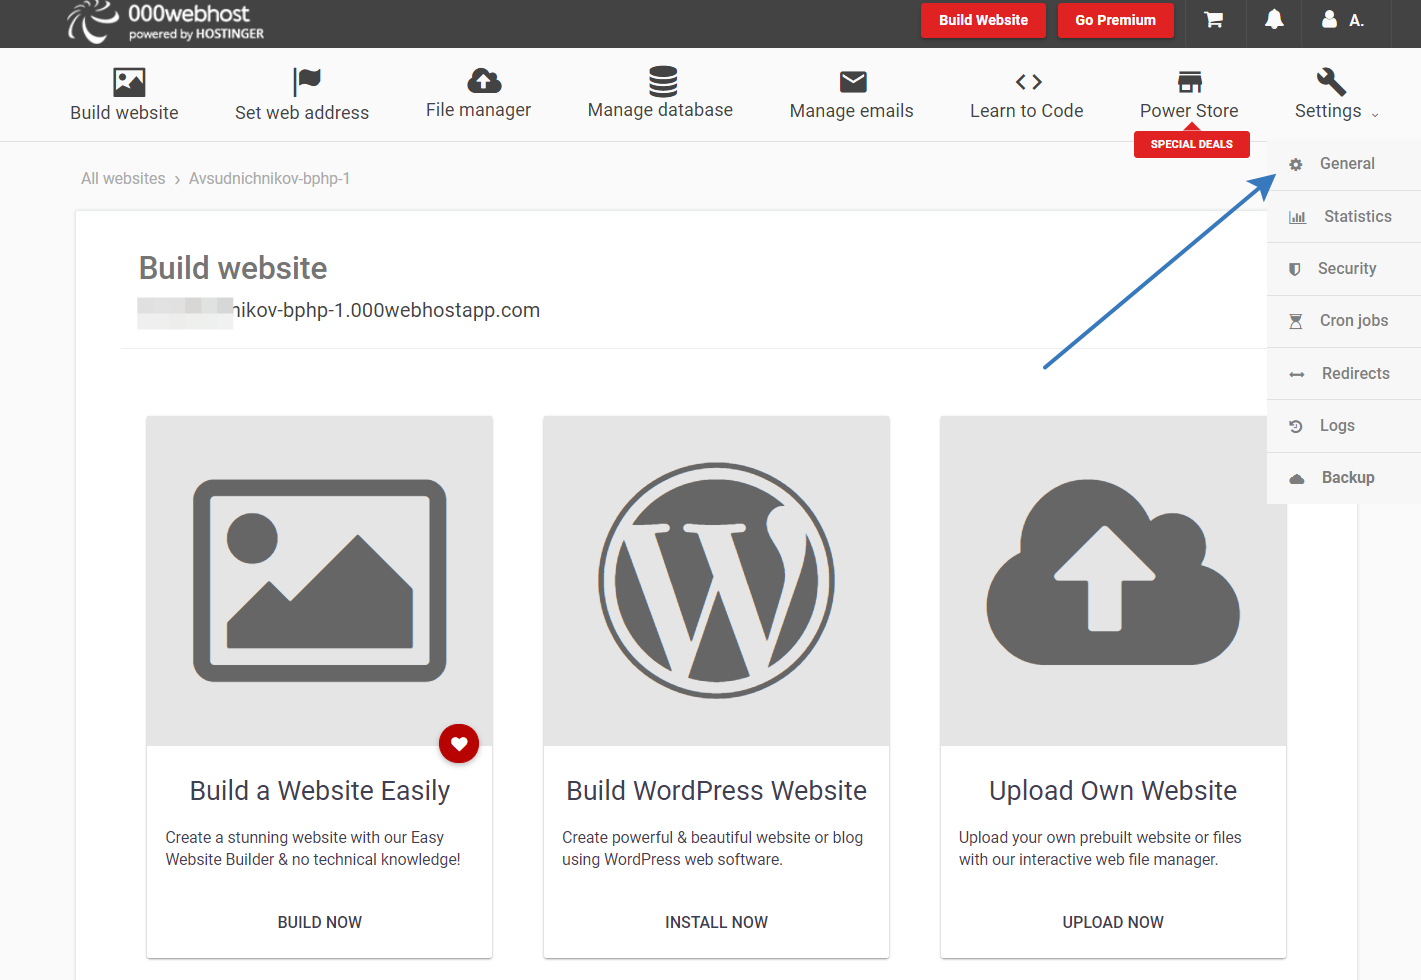 000webhost
powered by HOSTINGER
Build Website
Go Premium
A.
Build website
Set web address
File manager
Manage database
Manage emails
Learn to Code
Power Store
Settings
SPECIAL DEALS
General
Statistics
Security
Cron jobs
Redirects
Logs
Backup
All websites › Avsudnichnikov-bphp-1
Build website
nikov-bphp-1.000webhostapp.com
Build a Website Easily
Create a stunning website with our Easy
Website Builder & no technical knowledge!
BUILD NOW
Build WordPress Website
Create powerful & beautiful website or blog
using WordPress web software.
INSTALL NOW
Upload Own Website
Upload your own prebuilt website or files
with our interactive web file manager.
UPLOAD NOW